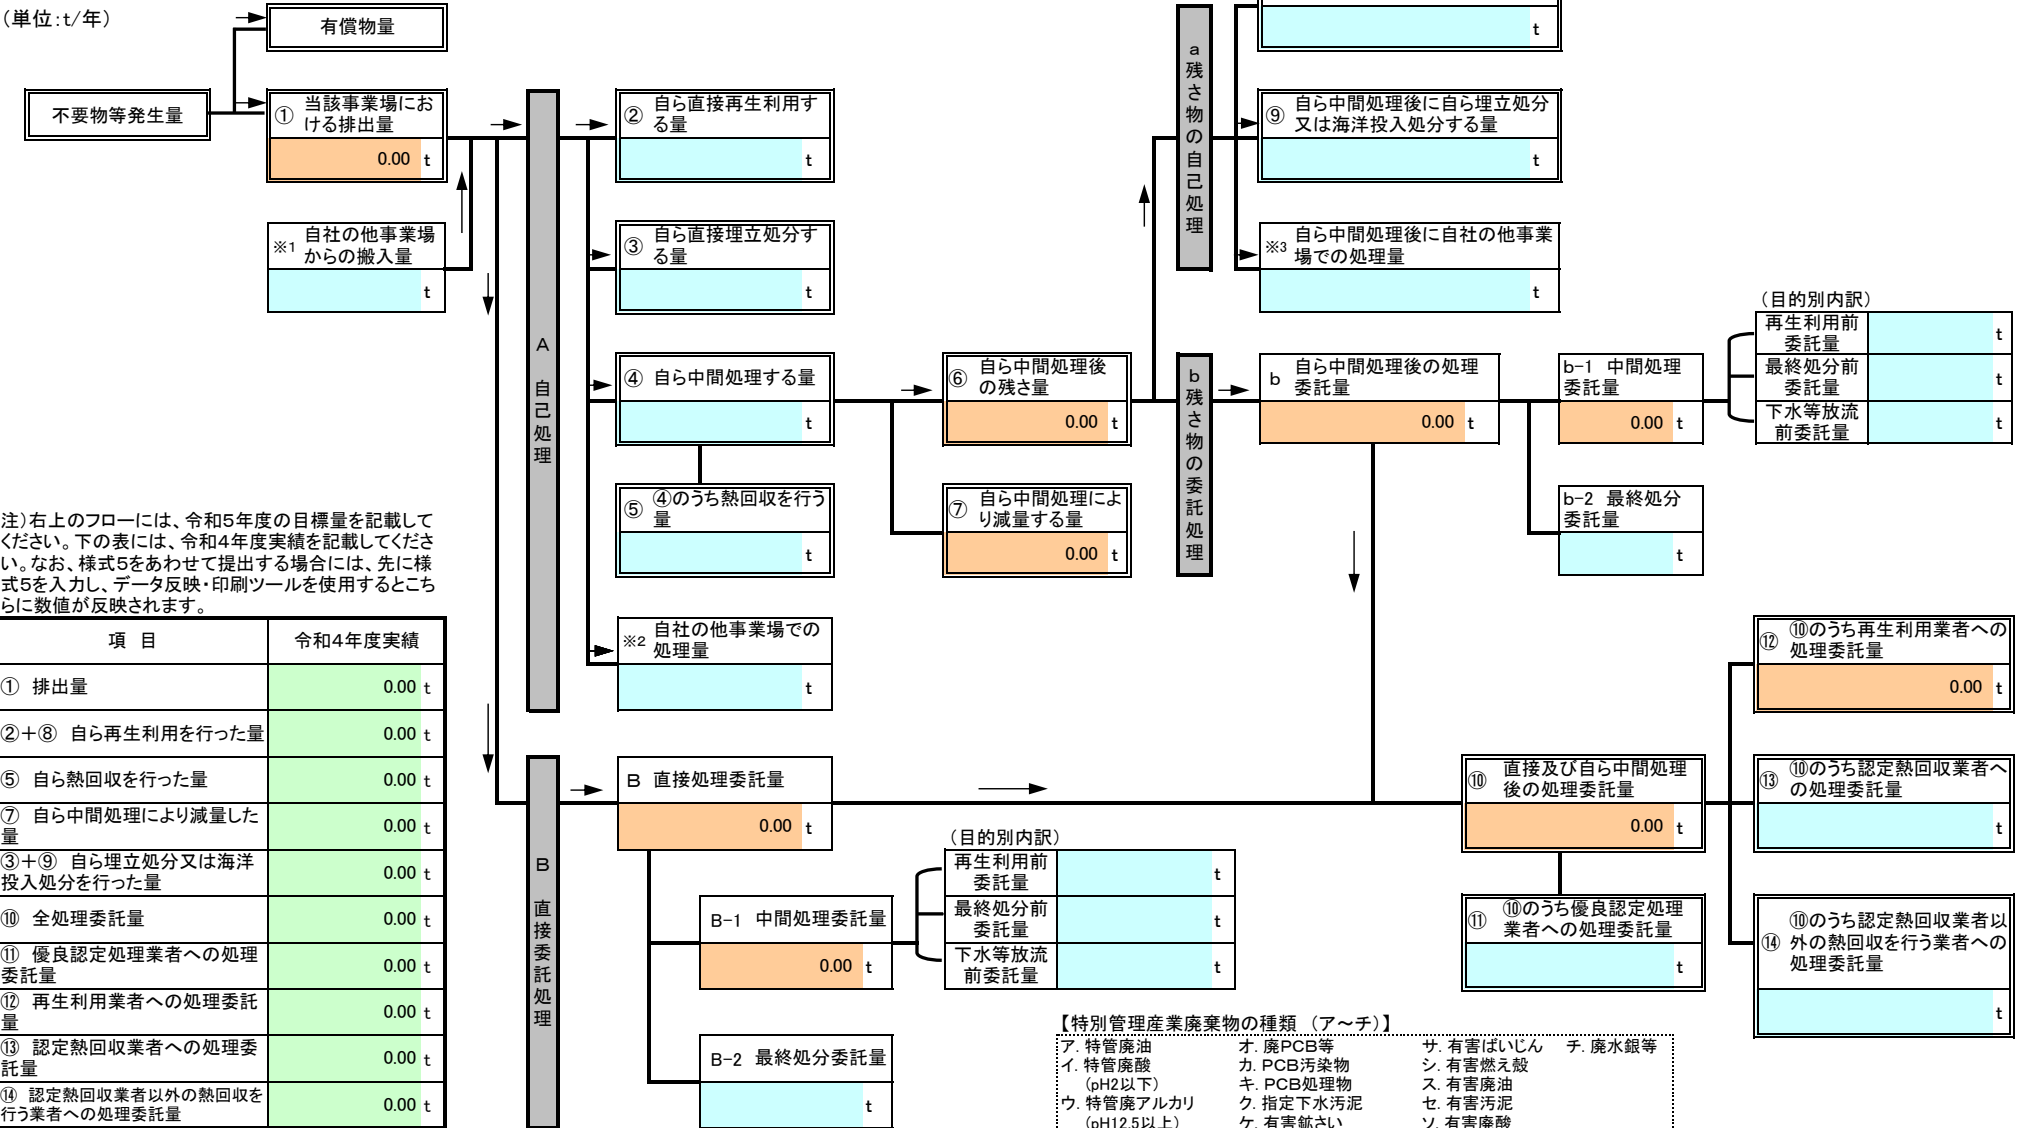 （単位：t/年）
有償物量
不要物等発生量
① 当該事業場にお
ける排出量
0.00 t
※1 自社の他事業場
からの搬入量
t
A 自己処理
② 自ら直接再生利用す
る量
t
③ 自ら直接埋立処分す
る量
t
④ 自ら中間処理する量
t
⑤ ④のうち熱回収を行う
量
t
※2 自社の他事業場での
処理量
t
⑥ 自ら中間処理後
の残さ量
0.00 t
⑦ 自ら中間処理によ
り減量する量
0.00 t
a 残さ物の自己処理
t
⑨ 自ら中間処理後に自ら埋立処分
又は海洋投入処分する量
t
※3 自ら中間処理後に自社の他事業
場での処理量
t
b 残さ物の委託処理
b 自ら中間処理後の処理
委託量
0.00 t
b-1 中間処理
委託量
0.00 t
b-2 最終処分
委託量
t
（目的別内訳）
再生利用前
委託量
t
最終処分前
委託量
t
下水等放流
前委託量
t
注）右上のフローには、令和５年度の目標量を記載して
ください。下の表には、令和４年度実績を記載してくださ
い。なお、様式５をあわせて提出する場合には、先に様
式５を入力し、データ反映・印刷ツールを使用するとこち
らに数値が反映されます。
項 目 令和４年度実績
① 排出量 0.00 t
②＋⑧ 自ら再生利用を行った量 0.00 t
⑤ 自ら熱回収を行った量 0.00 t
⑦ 自ら中間処理により減量した
量 0.00 t
③＋⑨ 自ら埋立処分又は海洋
投入処分を行った量 0.00 t
⑩ 全処理委託量 0.00 t
⑪ 優良認定処理業者への処理
委託量 0.00 t
⑫ 再生利用業者への処理委託
量 0.00 t
⑬ 認定熱回収業者への処理委
託量 0.00 t
⑭ 認定熱回収業者以外の熱回収を
行う業者への処理委託量 0.00 t
B 直接委託処理
B 直接処理委託量
0.00 t
B-1 中間処理委託量
0.00 t
B-2 最終処分委託量
t
（目的別内訳）
再生利用前
委託量
t
最終処分前
委託量
t
下水等放流
前委託量
t
⑩ 直接及び自ら中間処理
後の処理委託量
0.00 t
⑪ ⑩のうち優良認定処理
業者への処理委託量
t
⑫ ⑩のうち再生利用業者への
処理委託量
0.00 t
⑬ ⑩のうち認定熱回収業者へ
の処理委託量
t
⑭ ⑩のうち認定熱回収業者以
外の熱回収を行う業者への
処理委託量
t
【特別管理産業廃棄物の種類 （ア～チ）】
ア. 特管廃油 オ. 廃PCB等 サ. 有害ばいじん チ. 廃水銀等
イ. 特管廃酸 カ. PCB汚染物 シ. 有害燃え殻
（pH2以下） キ. PCB処理物 ス. 有害廃油
ウ. 特管廃アルカリ ク. 指定下水汚泥 セ. 有害汚泥
（pH12.5以上） ケ. 有害鉱さい ソ. 有害廃酸